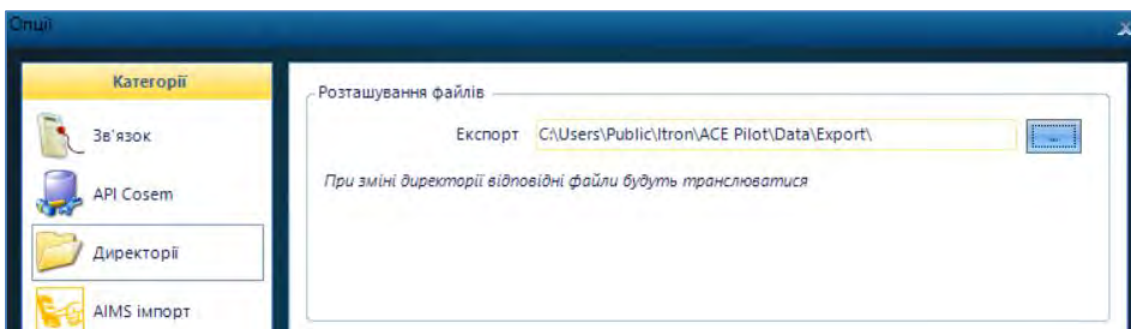 Опції
x
Категорії
Зв'язок
API Cosem
Директорії
AIMS імпорт
Розташування файлів
Експорт C:\Users\Public\Itron\ACE Pilot\Data\Export\ ...
При зміні директорії відповідні файли будуть транслюватися